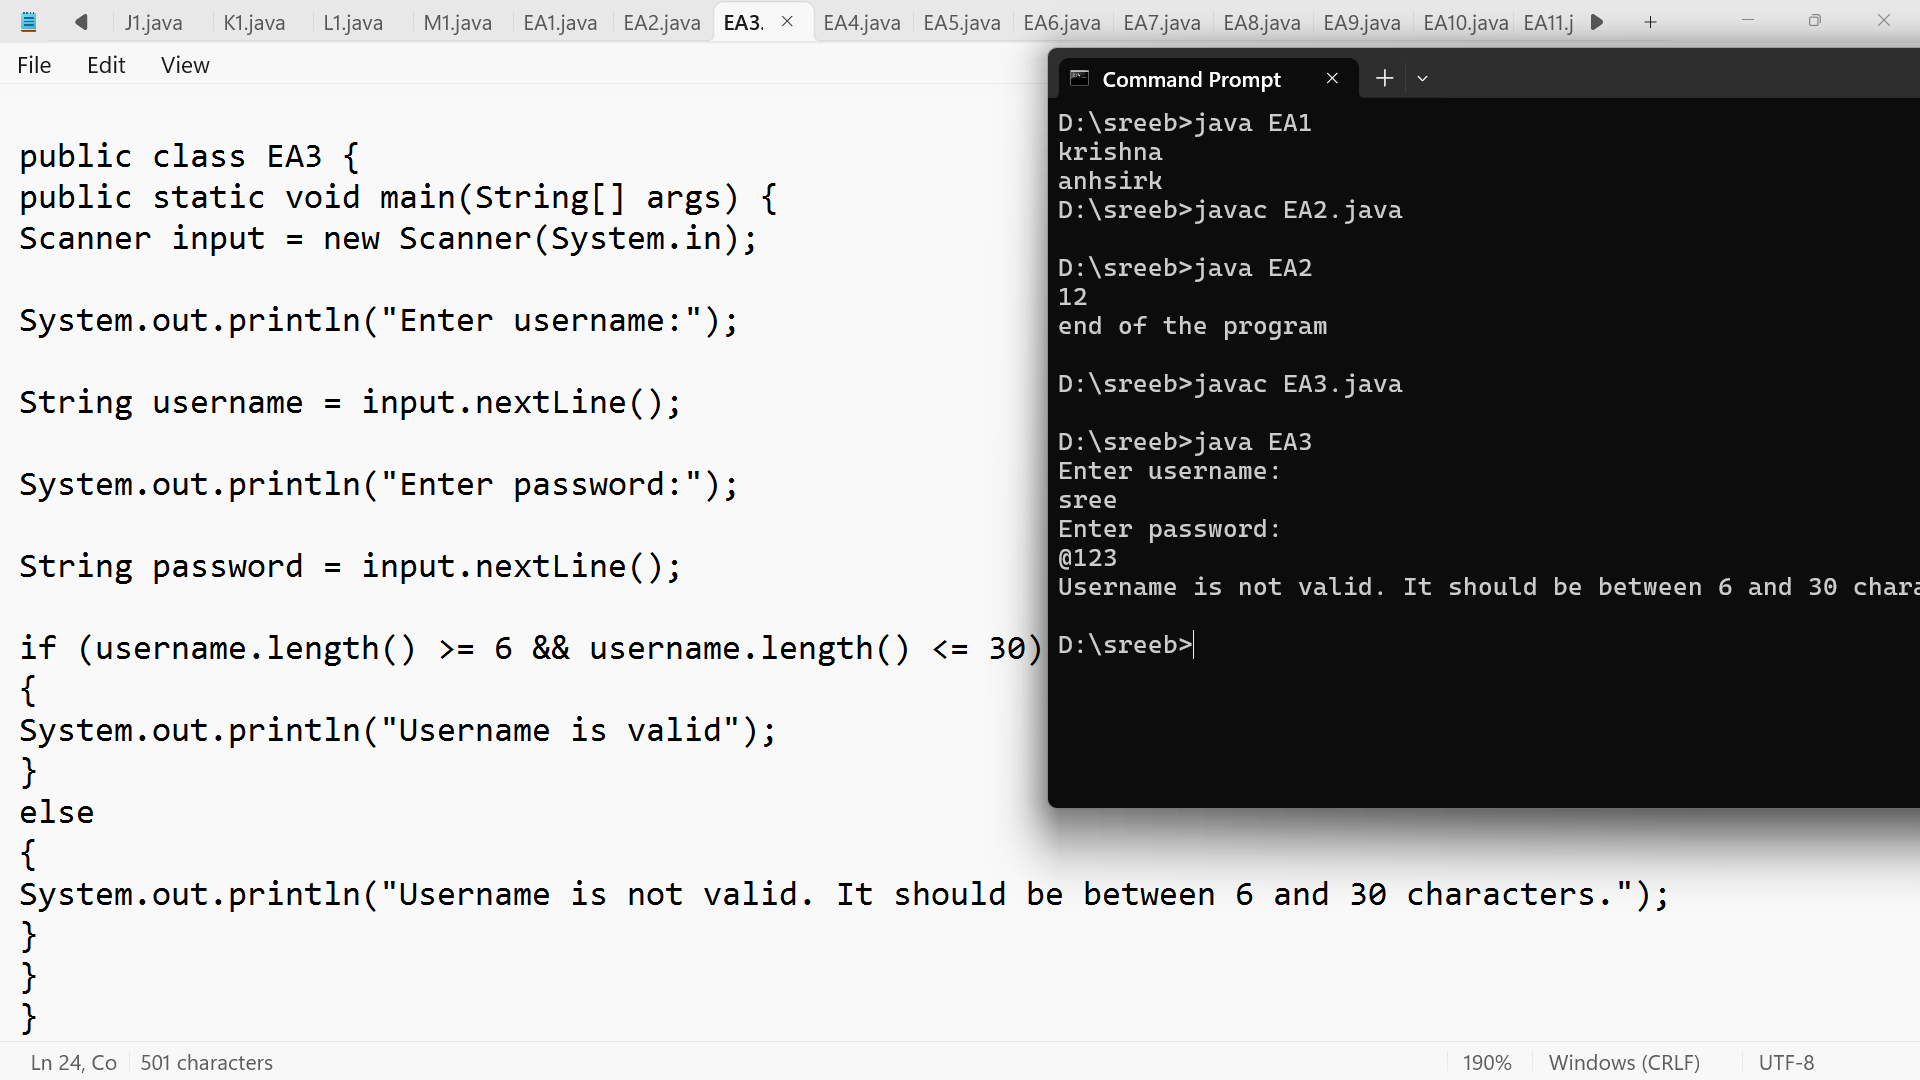 J1.java K1.java L1.java M1.java EA1.java EA2.java EA3. EA4.java EA5.java EA6.java EA7.java EA8.java EA9.java EA10.java EA11.j
File Edit View
public class EA3 {
public static void main(String[] args) {
Scanner input = new Scanner(System.in);
System.out.println("Enter username:");
String username = input.nextLine();
System.out.println("Enter password:");
String password = input.nextLine();
if (username.length() >= 6 && username.length() <= 30)
{
System.out.println("Username is valid");
}
else
{
System.out.println("Username is not valid. It should be between 6 and 30 characters.");
}
}
}
Command Prompt
D:\sreeb>java EA1
krishna
anhsirk
D:\sreeb>javac EA2.java
D:\sreeb>java EA2
12
end of the program
D:\sreeb>javac EA3.java
D:\sreeb>java EA3
Enter username:
sree
Enter password:
@123
Username is not valid. It should be between 6 and 30 chara
D:\sreeb>
Ln 24, Co 501 characters 190% Windows (CRLF) UTF-8